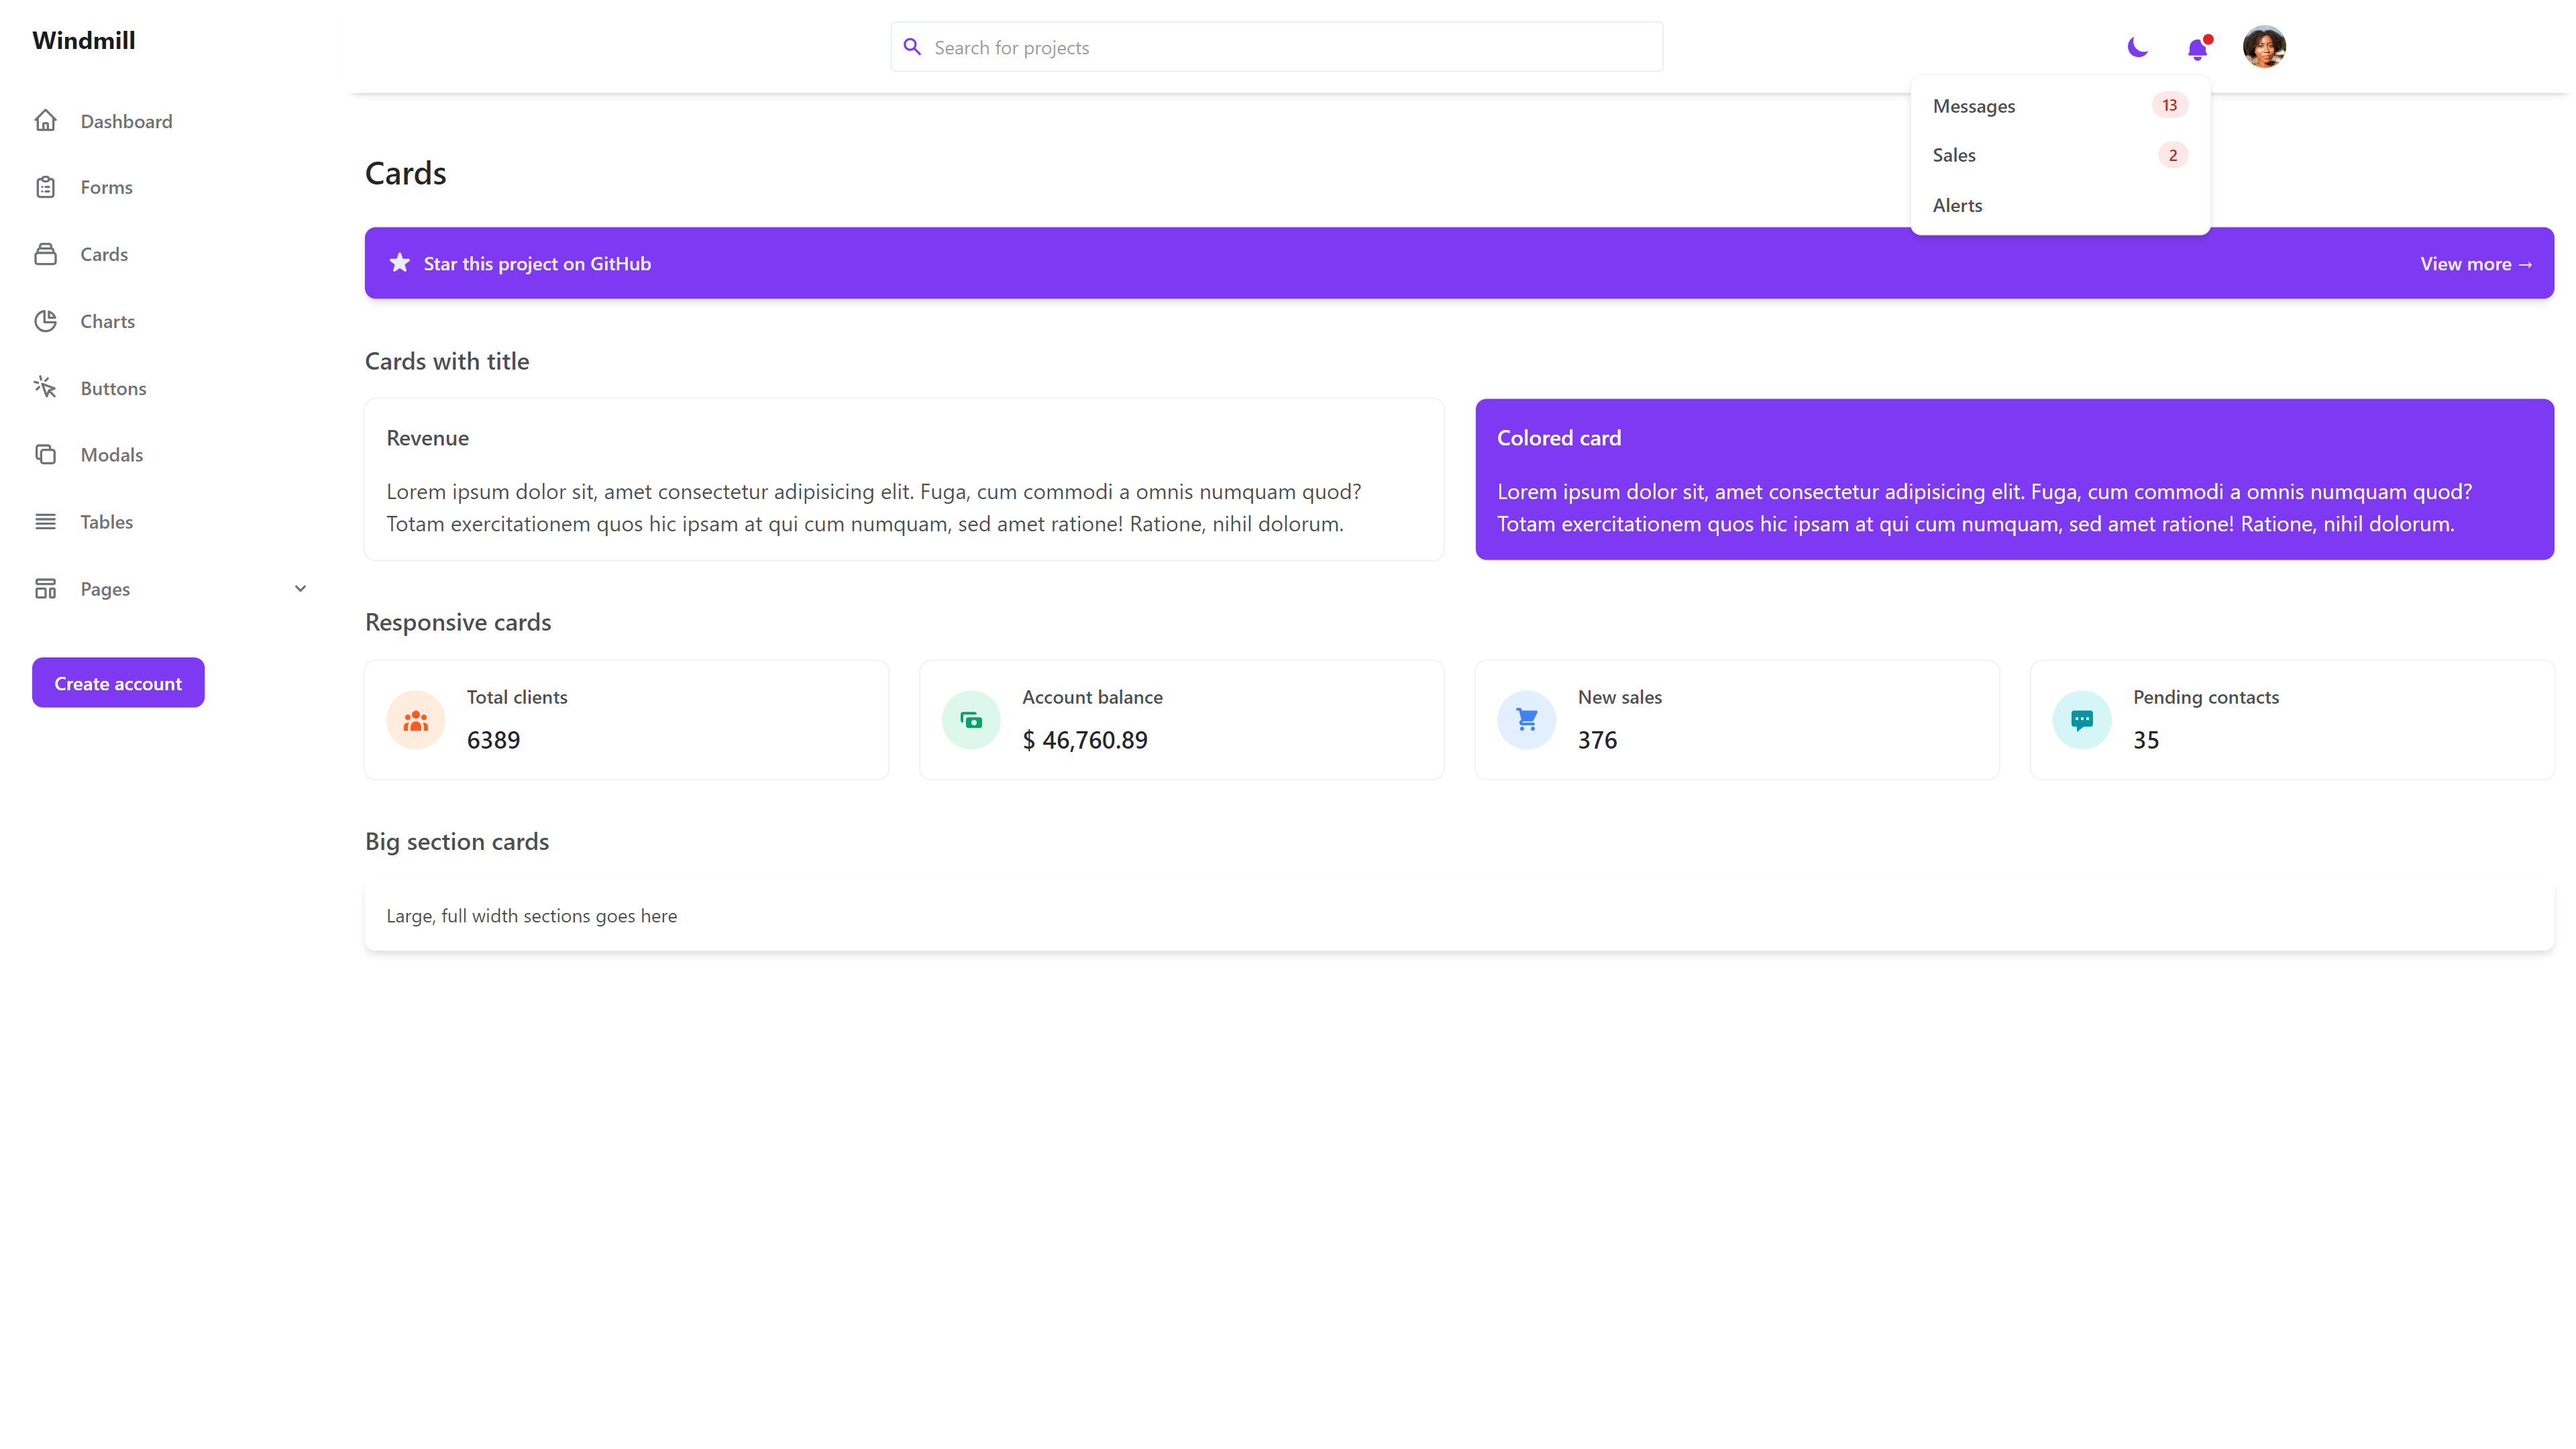 Windmill
Search for projects
Dashboard
Forms
Cards
Charts
Buttons
Modals
Tables
Pages
Create account
Messages 13
Sales 2
Alerts
Cards
Star this project on GitHub
View more →
Cards with title
Revenue
Lorem ipsum dolor sit, amet consectetur adipisicing elit. Fuga, cum commodi a omnis numquam quod?
Totam exercitationem quos hic ipsam at qui cum numquam, sed amet ratione! Ratione, nihil dolorum.
Colored card
Lorem ipsum dolor sit, amet consectetur adipisicing elit. Fuga, cum commodi a omnis numquam quod?
Totam exercitationem quos hic ipsam at qui cum numquam, sed amet ratione! Ratione, nihil dolorum.
Responsive cards
Total clients
6389
Account balance
$ 46,760.89
New sales
376
Pending contacts
35
Big section cards
Large, full width sections goes here